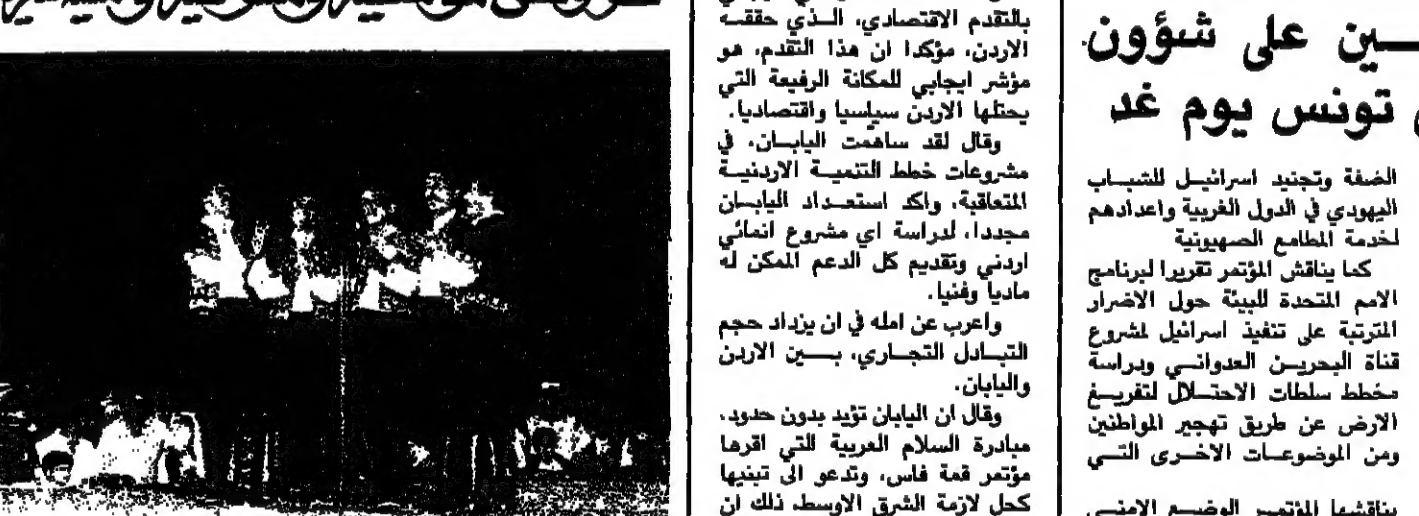 ـين على شؤون
تونس يوم غد
الضفة وتجنيد اسرائيل للشباب
اليهودي في الدول الغربية واعدادهم
لخدمة المطامع الصهيونية
كما يناقش المؤتمر تقريرا لبرنامج
الامم المتحدة للبيئة حول الاضرار
المترتبة على تنفيذ اسرائيل لمشروع
قناة البحرين العدواني ودراسة
مخطط سلطات الاحتلال لتفريغ
الارض عن طريق تهجير المواطنين
ومن الموضوعات الاخرى التي
يناقشها المؤتمر الوضع الامني
بالتقدم الاقتصادي، الذي حققه
الاردن، مؤكدا ان هذا التقدم، هو
مؤشر ايجابي للمكانة الرفيعة التي
يحتلها الاردن سياسيا واقتصاديا.
وقال لقد ساهمت اليابان، في
مشروعات خطط التنمية الاردنية
المتعاقبة، واكد استعداد اليابان
مجددا، لدراسة اي مشروع انمائي
اردني وتقديم كل الدعم الممكن له
ماديا وفنيا.
واعرب عن امله في ان يزداد حجم
التبادل التجاري، بين الاردن
واليابان.
وقال ان اليابان تؤيد بدون حدود،
مبادرة السلام العربية التي اقرها
مؤتمر قمة فاس، وتدعو الى تبنيها
كحل لازمة الشرق الاوسط، ذلك ان